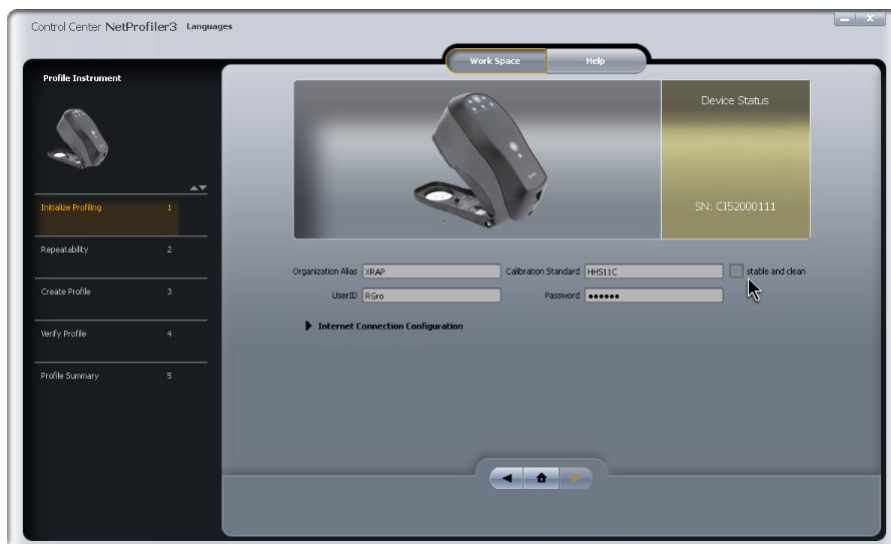 Control Center NetProfiler3 Languages
Work Space Help
Profile Instrument
Initialize Profiling 1
Repeatability 2
Create Profile 3
Verify Profile 4
Profile Summary 5
Device Status
SN: CI52000111
Organization Alias XRAP Calibration Standard HHS11C stable and clean
UserID RGro Password ●●●●●●
Internet Connection Configuration